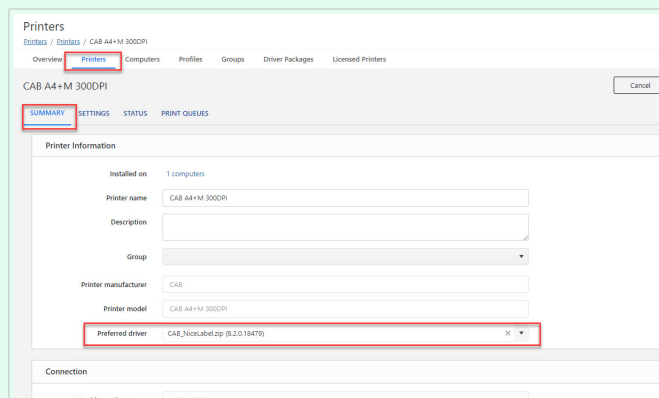 Printers
Printers / Printers / CAB A4+M 300DPI
Overview Printers Computers Profiles Groups Driver Packages Licensed Printers
CAB A4+M 300DPI Cancel
SUMMARY SETTINGS STATUS PRINT QUEUES
Printer Information
Installed on 1 computers
Printer name CAB A4+M 300DPI
Description
Group
Printer manufacturer CAB
Printer model CAB A4+M 300DPI
Preferred driver CAB_NiceLabel.zip (8.2.0.18479)
Connection